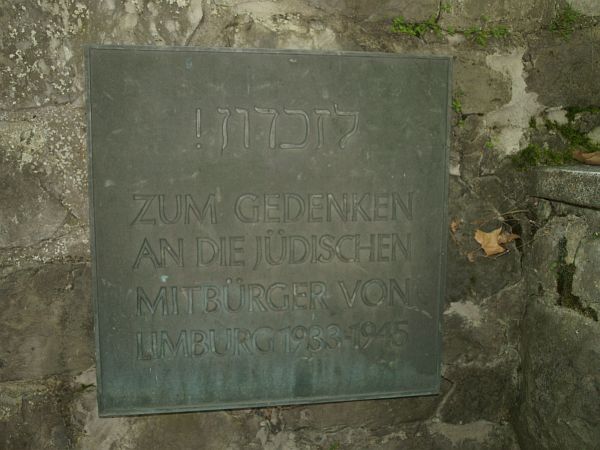 לזכרון!
ZUM GEDENKEN
AN DIE JÜDISCHEN
MITBÜRGER VON
LIMBURG 1933-1945